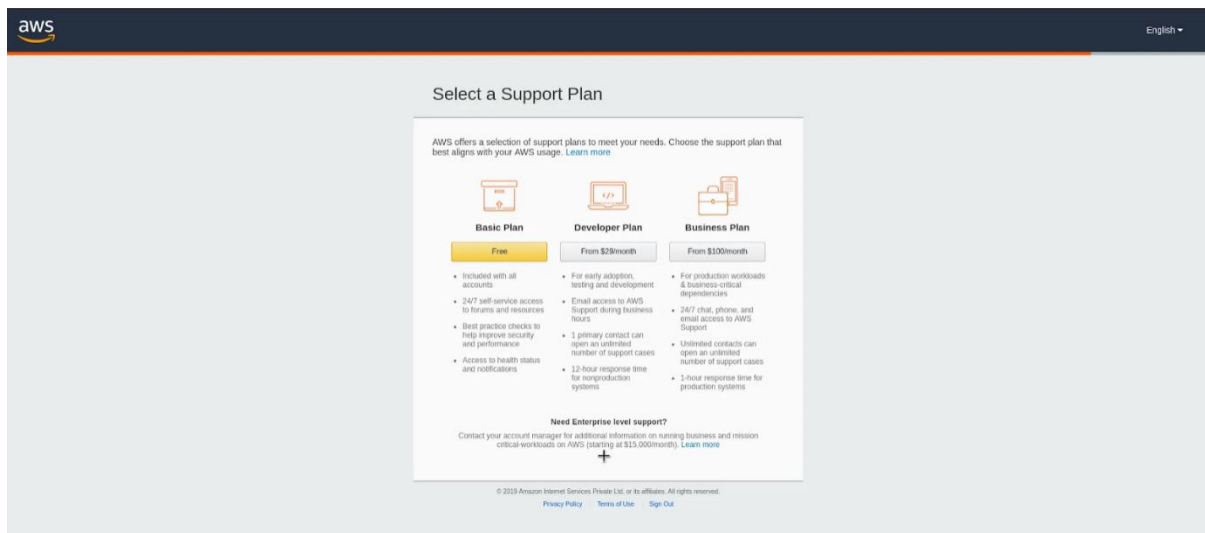 aws
English
Select a Support Plan
AWS offers a selection of support plans to meet your needs. Choose the support plan that
best aligns with your AWS usage. Learn more
Basic Plan
Free
Included with all
accounts
24/7 self-service access
to forums and resources
Best practice checks to
help improve security
and performance
Access to health status
and notifications
Developer Plan
From $29/month
For early adoption,
testing and development
Email access to AWS
Support during business
hours
1 primary contact can
open an unlimited
number of support cases
12-hour response time
for nonproduction
systems
Business Plan
From $100/month
For production workloads
& business-critical
dependencies
24/7 chat, phone, and
email access to AWS
Support
Unlimited contacts can
open an unlimited
number of support cases
1-hour response time for
production systems
Need Enterprise level support?
Contact your account manager for additional information on running business and mission
critical-workloads on AWS (starting at $15,000/month). Learn more
© 2019 Amazon Internet Services Private Ltd. or its affiliates. All rights reserved.
Privacy Policy | Terms of Use | Sign Out